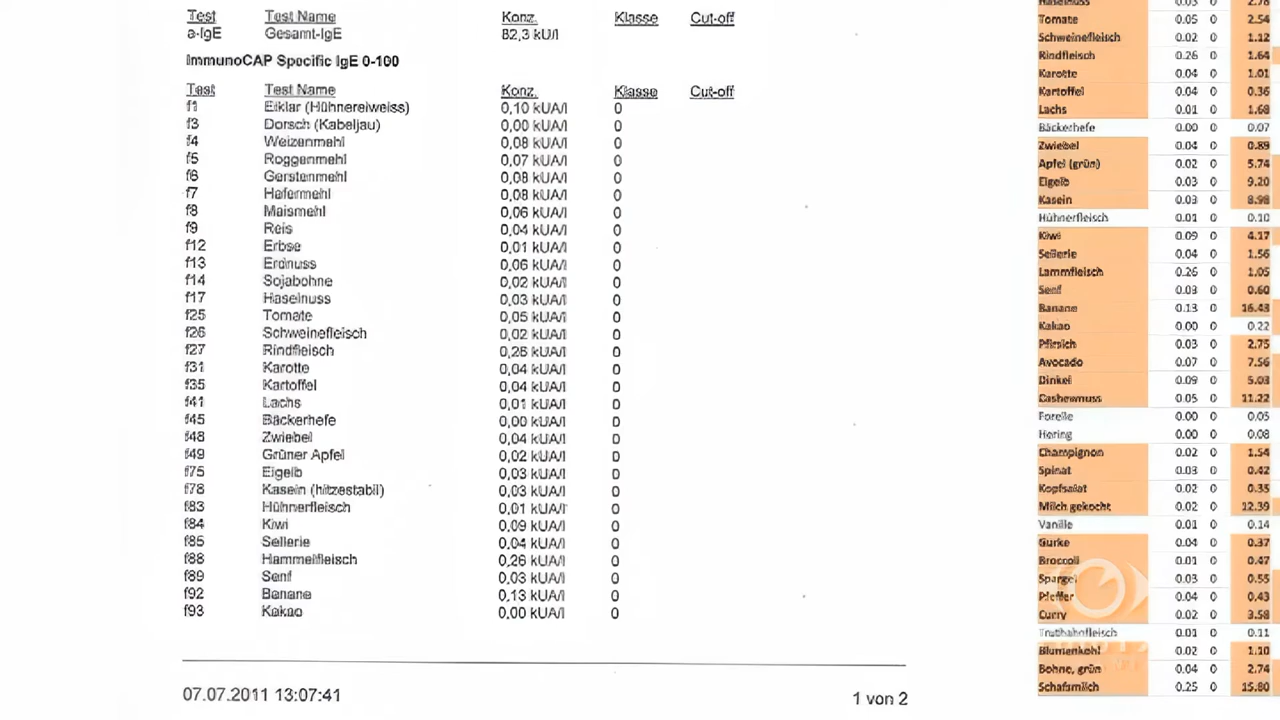 Test Test Name Konz. Klasse Cut-off
a-IgE Gesamt-IgE 82,3 kU/l
ImmunoCAP Specific IgE 0-100
Test Test Name Konz. Klasse Cut-off
f1 Eiklar (Hühnereiweiss) 0,10 kUA/l 0
f3 Dorsch (Kabeljau) 0,00 kUA/l 0
f4 Weizenmehl 0,08 kUA/l 0
f5 Roggenmehl 0,07 kUA/l 0
f6 Gerstenmehl 0,08 kUA/l 0
f7 Hafermehl 0,08 kUA/l 0
f8 Maismehl 0,06 kUA/l 0
f9 Reis 0,04 kUA/l 0
f12 Erbse 0,01 kUA/l 0
f13 Erdnuss 0,06 kUA/l 0
f14 Sojabohne 0,02 kUA/l 0
f17 Haselnuss 0,03 kUA/l 0
f25 Tomate 0,05 kUA/l 0
f26 Schweinefleisch 0,02 kUA/l 0
f27 Rindfleisch 0,26 kUA/l 0
f31 Karotte 0,04 kUA/l 0
f35 Kartoffel 0,04 kUA/l 0
f41 Lachs 0,01 kUA/l 0
f45 Bäckerhefe 0,00 kUA/l 0
f48 Zwiebel 0,04 kUA/l 0
f49 Grüner Apfel 0,02 kUA/l 0
f75 Eigelb 0,03 kUA/l 0
f78 Kasein (hitzestabil) 0,03 kUA/l 0
f83 Hühnerfleisch 0,01 kUA/l 0
f84 Kiwi 0,09 kUA/l 0
f85 Sellerie 0,04 kUA/l 0
f88 Hammelfleisch 0,26 kUA/l 0
f89 Senf 0,03 kUA/l 0
f92 Banane 0,13 kUA/l 0
f93 Kakao 0,00 kUA/l 0
07.07.2011 13:07:41 1 von 2
Haselnuss 0.03 0 2.78
Tomate 0.05 0 2.54
Schweinefleisch 0.02 0 1.12
Rindfleisch 0.26 0 1.64
Karotte 0.04 0 1.01
Kartoffel 0.04 0 0.36
Lachs 0.01 0 1.68
Bäckerhefe 0.00 0 0.07
Zwiebel 0.04 0 0.89
Apfel (grün) 0.02 0 5.74
Eigelb 0.03 0 9.20
Kasein 0.03 0 8.98
Hühnerfleisch 0.01 0 0.10
Kiwi 0.09 0 4.17
Sellerie 0.04 0 1.56
Lammfleisch 0.26 0 1.05
Senf 0.03 0 0.60
Banane 0.13 0 16.43
Kakao 0.00 0 0.22
Pfirsich 0.03 0 2.75
Avocado 0.07 0 7.56
Dinkel 0.09 0 5.03
Cashewnuss 0.05 0 11.22
Forelle 0.00 0 0.05
Hering 0.00 0 0.08
Champignon 0.02 0 1.54
Spinat 0.03 0 0.42
Kopfsalat 0.02 0 0.35
Milch gekocht 0.02 0 12.39
Vanille 0.01 0 0.14
Gurke 0.04 0 0.37
Broccoli 0.01 0 0.47
Spargel 0.03 0 0.55
Pfeffer 0.04 0 0.43
Curry 0.02 0 3.58
Truthahnfleisch 0.01 0 0.11
Blumenkohl 0.02 0 1.10
Bohne, grün 0.04 0 2.74
Schafsmilch 0.25 0 15.80